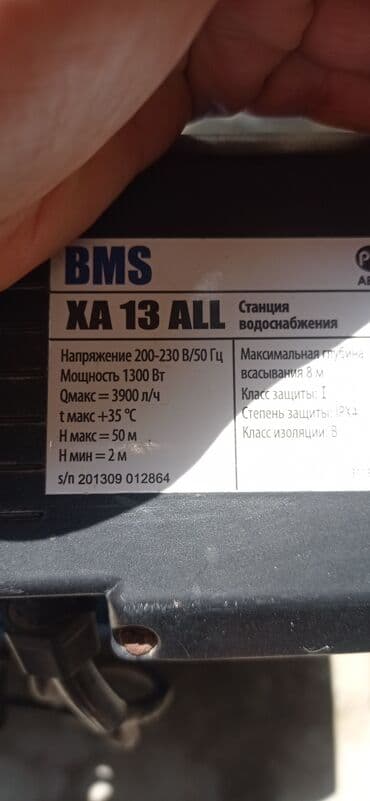 BMS
XA 13 ALL
Станция
водоснабжения
Напряжение 200-230 В/50 Гц
Мощность 1300 Вт
Qмакс = 3900 л/ч
t макс +35 °C
Н макс = 50 м
Н мин = 2 м
s/n 201309 012864
Максимальная глубина
всасывания 8 м
Класс защиты: I
Степень защиты: IPX4
Класс изоляции: B